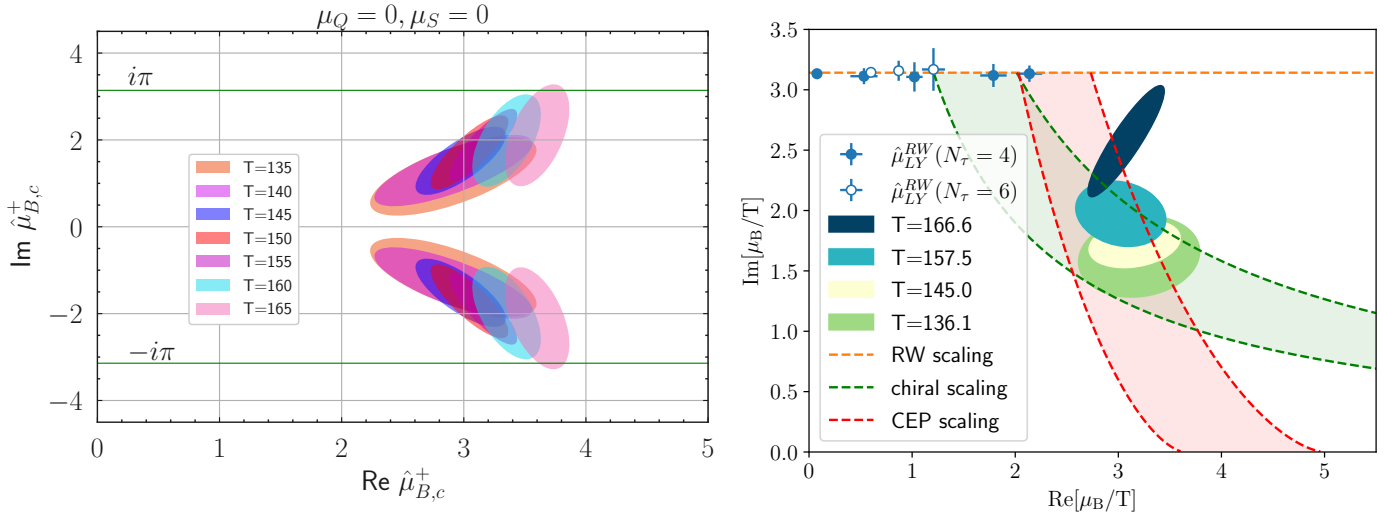 μ_Q = 0, μ_S = 0
4
2
0
−2
−4
Im μ̂⁺_{B,c}
iπ
−iπ
T=135
T=140
T=145
T=150
T=155
T=160
T=165
0
1
2
3
4
5
Re μ̂⁺_{B,c}
3.5
3.0
2.5
2.0
1.5
1.0
0.5
0.0
Im[μ_B/T]
μ̂^{RW}_{LY}(N_τ = 4)
μ̂^{RW}_{LY}(N_τ = 6)
T=166.6
T=157.5
T=145.0
T=136.1
RW scaling
chiral scaling
CEP scaling
0
1
2
3
4
5
Re[μ_B/T]